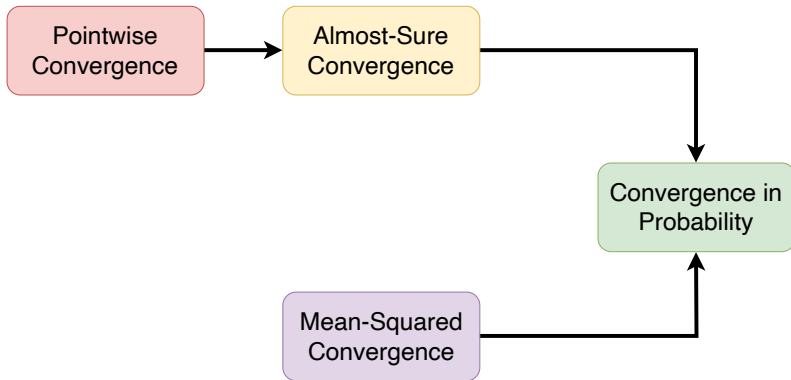 Pointwise
Convergence
Almost-Sure
Convergence
Convergence in
Probability
Mean-Squared
Convergence